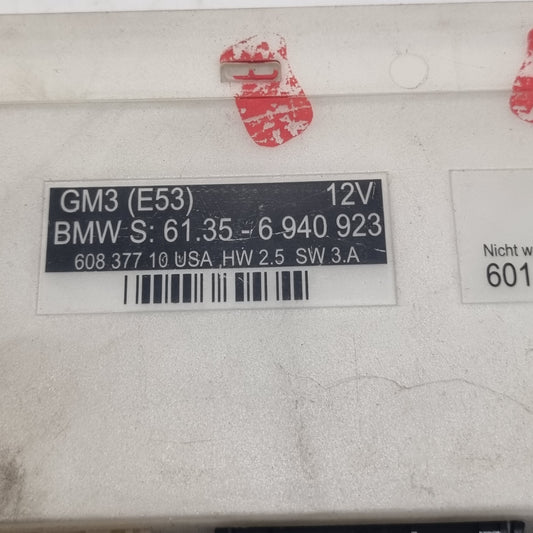 GM3 (E53) 12V
BMW S: 61.35 - 6 940 923
608 377 10 USA ,HW 2.5 SW 3.A
Nicht w
601